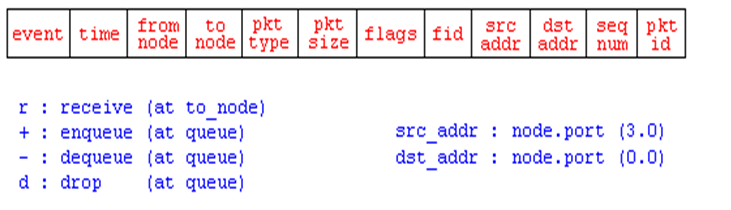 event time from node to node pkt type pkt size flags fid src addr dst addr seq num pkt id
r : receive (at to_node)
+ : enqueue (at queue)
- : dequeue (at queue)
d : drop (at queue)
src_addr : node.port (3.0)
dst_addr : node.port (0.0)